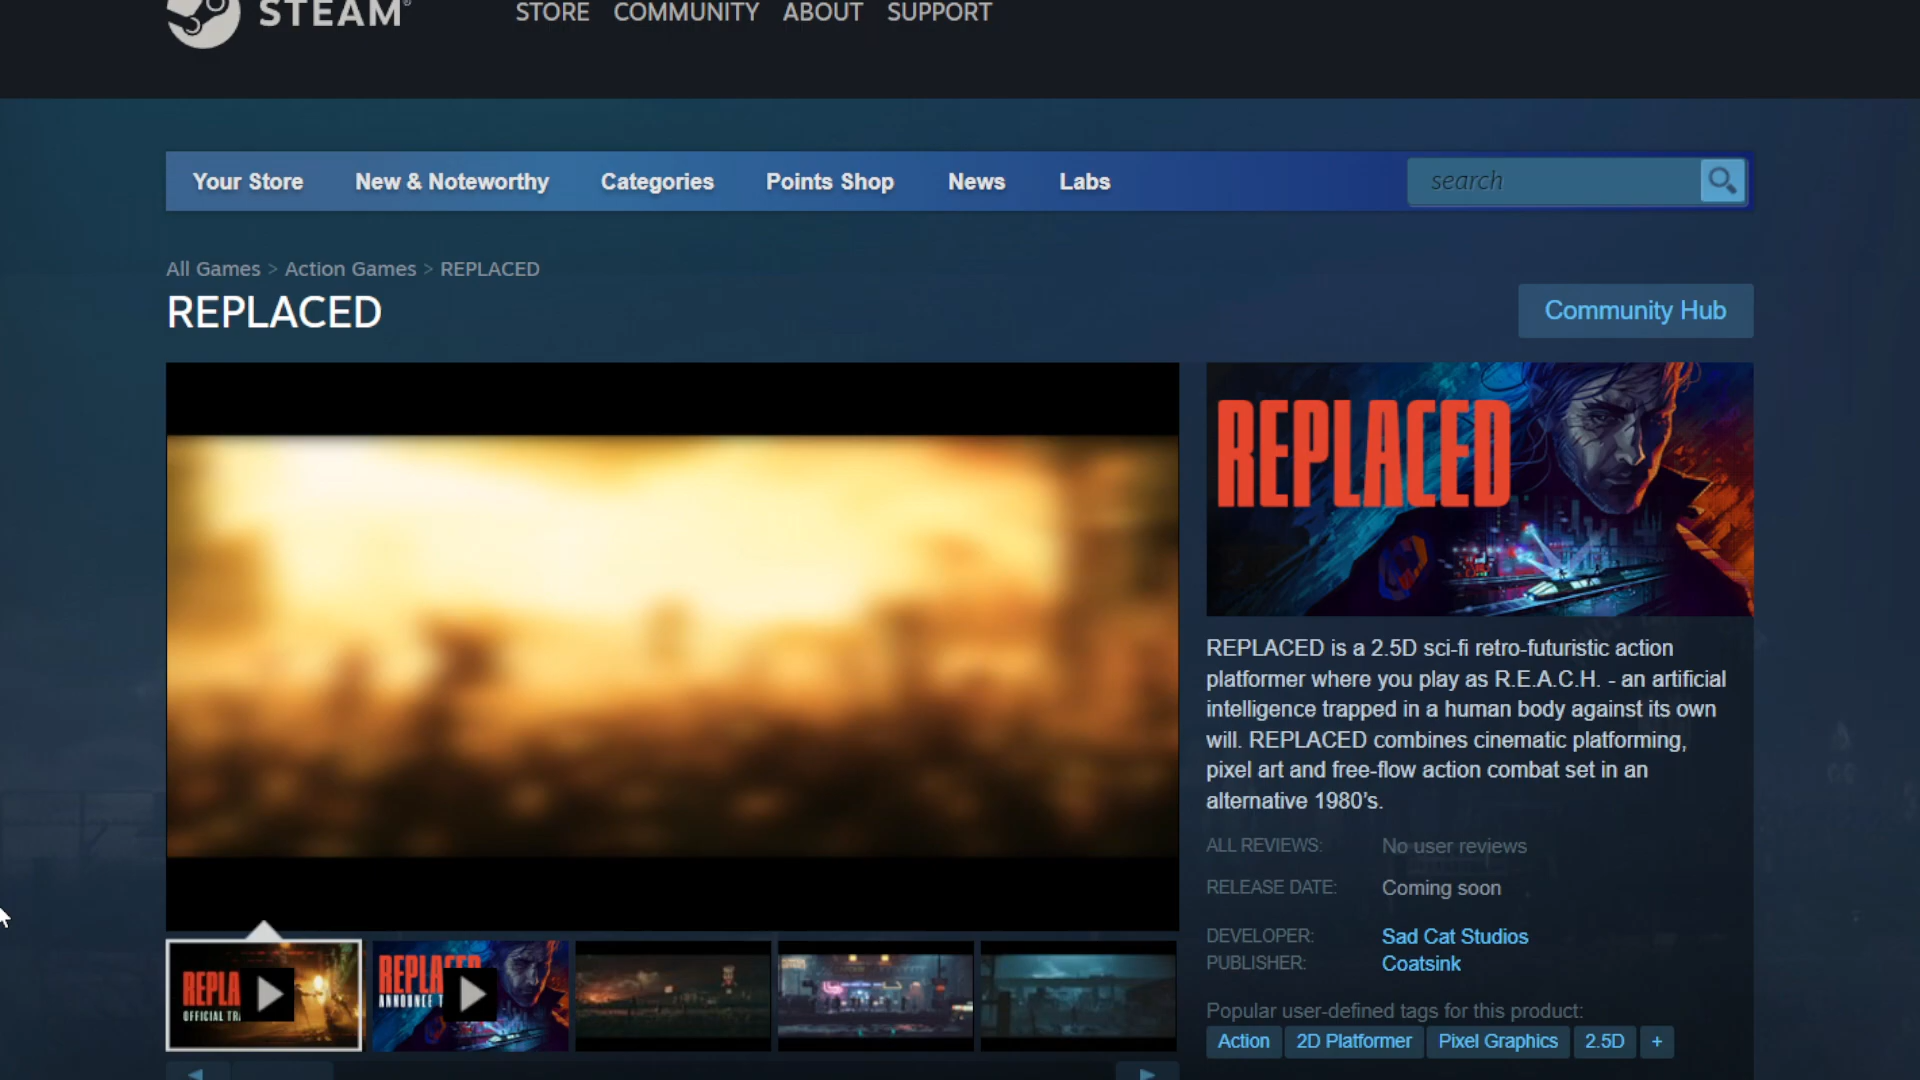 STEAM®
STORE COMMUNITY ABOUT SUPPORT
Your Store New & Noteworthy Categories Points Shop News Labs search
All Games > Action Games > REPLACED
REPLACED
Community Hub
REPLACED
REPLACED is a 2.5D sci-fi retro-futuristic action
platformer where you play as R.E.A.C.H. - an artificial
intelligence trapped in a human body against its own
will. REPLACED combines cinematic platforming,
pixel art and free-flow action combat set in an
alternative 1980's.
ALL REVIEWS: No user reviews
RELEASE DATE: Coming soon
DEVELOPER: Sad Cat Studios
PUBLISHER: Coatsink
Popular user-defined tags for this product:
Action 2D Platformer Pixel Graphics 2.5D +
REPLA
OFFICIAL TR
REPLACED
ANNOUNCE T